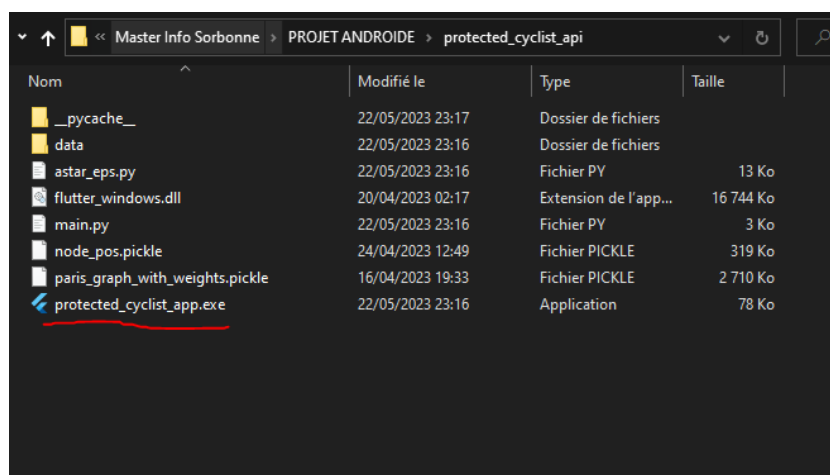 « Master Info Sorbonne > PROJET ANDROIDE > protected_cyclist_api
Nom Modifié le Type Taille
__pycache__ 22/05/2023 23:17 Dossier de fichiers
data 22/05/2023 23:16 Dossier de fichiers
astar_eps.py 22/05/2023 23:16 Fichier PY 13 Ko
flutter_windows.dll 20/04/2023 02:17 Extension de l'app... 16 744 Ko
main.py 22/05/2023 23:16 Fichier PY 3 Ko
node_pos.pickle 24/04/2023 12:49 Fichier PICKLE 319 Ko
paris_graph_with_weights.pickle 16/04/2023 19:33 Fichier PICKLE 2 710 Ko
protected_cyclist_app.exe 22/05/2023 23:16 Application 78 Ko